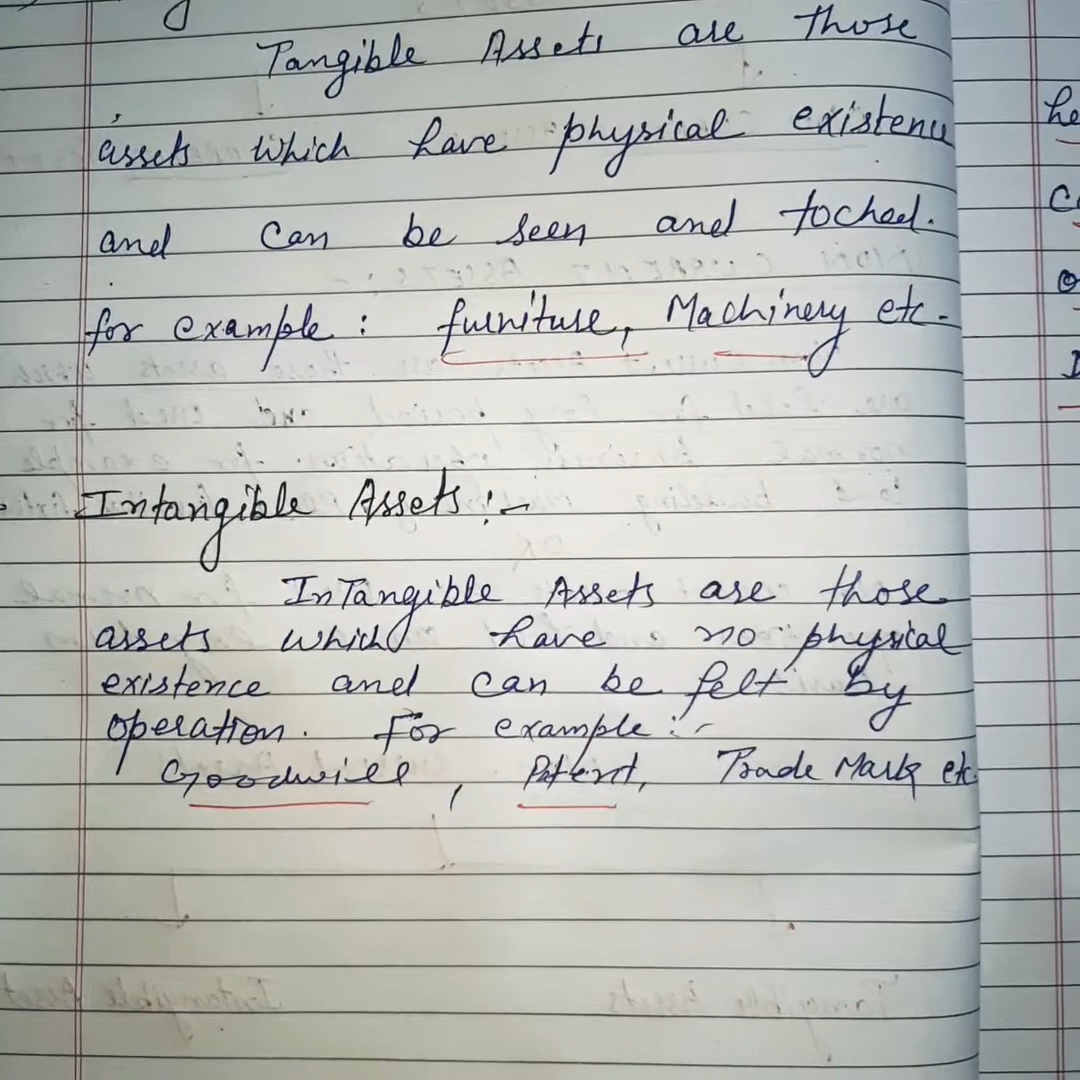 Tangible Assets are those
assets which have physical existence
and can be seen and toched.
for example : furniture, Machinery etc.
Intangible Assets :-
InTangible Assets are those
assets which have no physical
existence and can be felt by
operation. For example :-
Goodwill, Patent, Trade Mark etc
he